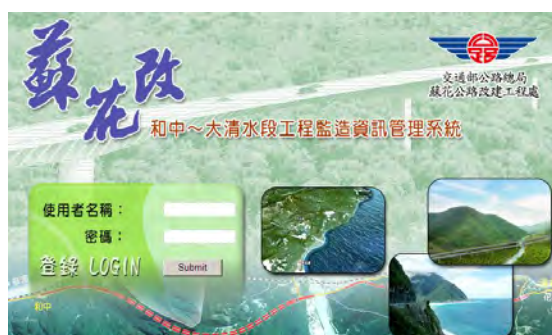 蘇花改
交通部公路總局
蘇花公路改建工程處
和中～大清水段工程監造資訊管理系統
使用者名稱：
密碼：
登錄 LOGIN
Submit
和中